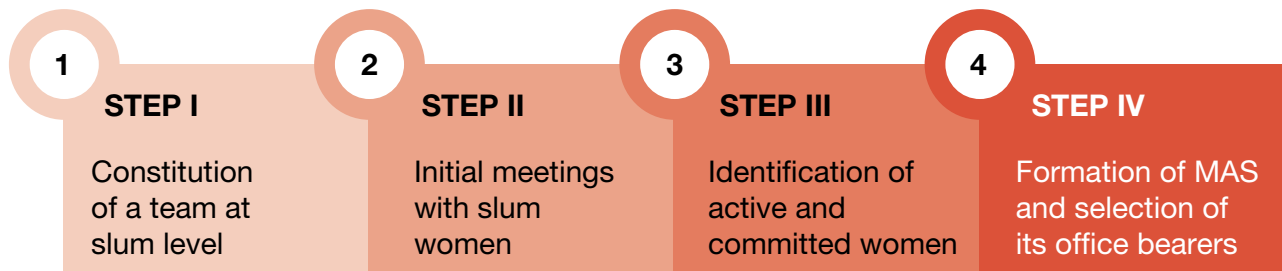 1
STEP I
Constitution
of a team at
slum level
2
STEP II
Initial meetings
with slum
women
3
STEP III
Identification of
active and
committed women
4
STEP IV
Formation of MAS
and selection of
its office bearers